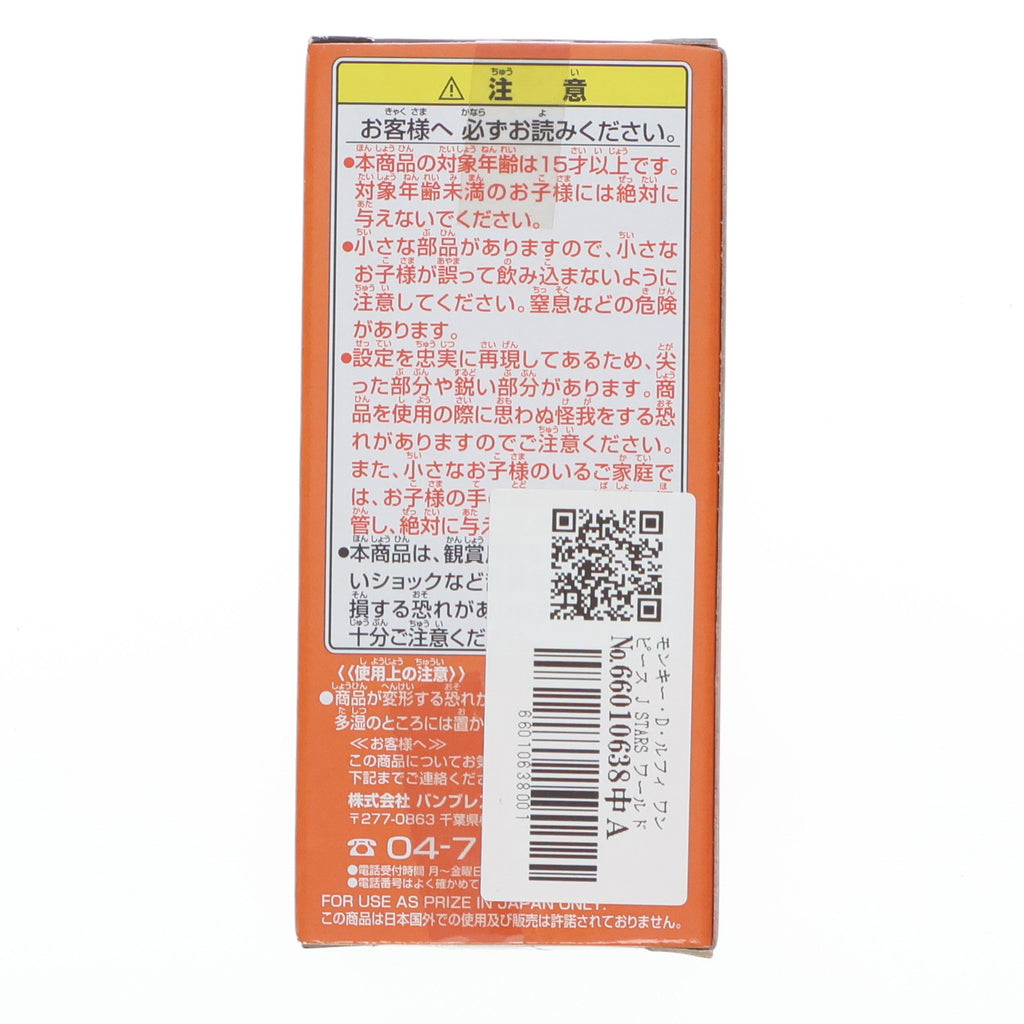 ⚠ 注意
お客様へ 必ずお読みください。
●本商品の対象年齢は15才以上です。
対象年齢未満のお子様には絶対に
与えないでください。
●小さな部品がありますので、小さな
お子様が誤って飲み込まないように
注意してください。窒息などの危険
があります。
●設定を忠実に再現してあるため、尖
った部分や鋭い部分があります。商
品を使用の際に思わぬ怪我をする恐
れがありますのでご注意ください。
また、小さなお子様のいるご家庭で
は、お子様の手
管し、絶対に与え
●本商品は、観賞
いショックなど
損する恐れがあ
十分ご注意くだ
《使用上の注意》
●商品が変形する恐れが
多湿のところには置か
≪お客様へ≫
この商品についてお
下記までご連絡くだ
株式会社 バンプレス
〒277-0863 千葉県
☎ 04-7
●電話受付時間 月〜金曜日
●電話番号はよく確かめて
FOR USE AS PRIZE IN JAPAN ONLY.
この商品は日本国外での使用及び販売は許諾されておりません。
モンキー・D・ルフィ ワン
ピース J STARS ワールド
No.66010638中A
66010638001